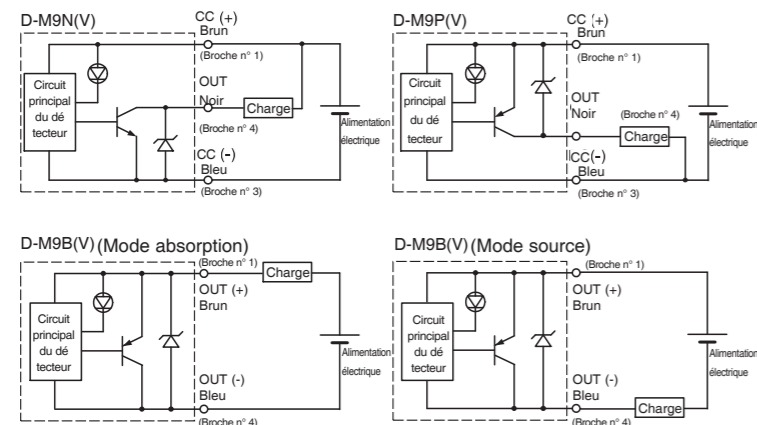 D-M9N(V)
CC (+)
Brun
(Broche n° 1)
Circuit
principal
du dé
tecteur
OUT
Noir
(Broche n° 4)
Charge
Alimentation
électrique
CC (-)
Bleu
(Broche n° 3)
D-M9P(V)
CC (+)
Brun
(Broche n° 1)
Circuit
principal
du dé
tecteur
OUT
Noir
(Broche n° 4)
Charge
Alimentation
électrique
CC(-)
Bleu
(Broche n° 3)
D-M9B(V) (Mode absorption)
(Broche n° 1)
Charge
OUT (+)
Brun
Circuit
principal
du dé
tecteur
Alimentation
électrique
OUT (-)
Bleu
(Broche n° 4)
D-M9B(V) (Mode source)
(Broche n° 1)
OUT (+)
Brun
Circuit
principal
du dé
tecteur
Alimentation
électrique
OUT (-)
Bleu
Charge
(Broche n° 4)